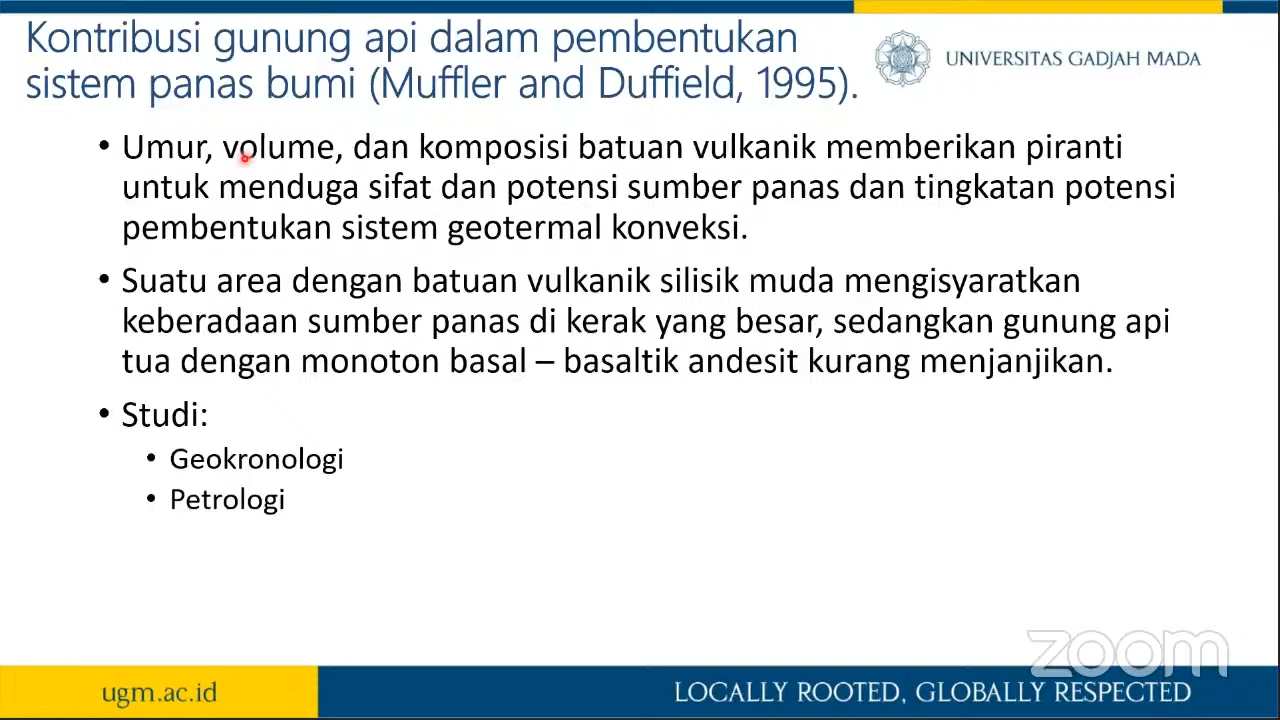 Kontribusi gunung api dalam pembentukan
sistem panas bumi (Muffler and Duffield, 1995).
UNIVERSITAS GADJAH MADA
• Umur, volume, dan komposisi batuan vulkanik memberikan piranti
untuk menduga sifat dan potensi sumber panas dan tingkatan potensi
pembentukan sistem geotermal konveksi.
• Suatu area dengan batuan vulkanik silisik muda mengisyaratkan
keberadaan sumber panas di kerak yang besar, sedangkan gunung api
tua dengan monoton basal – basaltik andesit kurang menjanjikan.
• Studi:
• Geokronologi
• Petrologi
zoom
ugm.ac.id
LOCALLY ROOTED, GLOBALLY RESPECTED